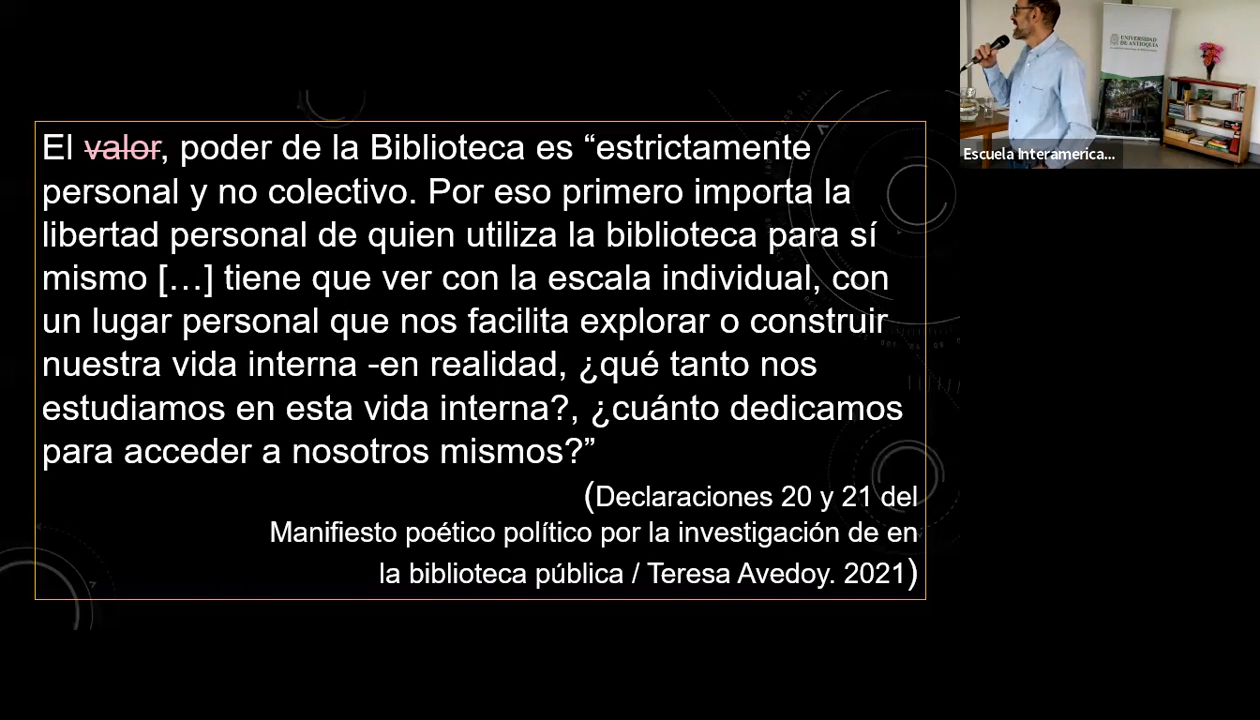 El valor, poder de la Biblioteca es “estrictamente
personal y no colectivo. Por eso primero importa la
libertad personal de quien utiliza la biblioteca para sí
mismo […] tiene que ver con la escala individual, con
un lugar personal que nos facilita explorar o construir
nuestra vida interna -en realidad, ¿qué tanto nos
estudiamos en esta vida interna?, ¿cuánto dedicamos
para acceder a nosotros mismos?”
(Declaraciones 20 y 21 del
Manifiesto poético político por la investigación de en
la biblioteca pública / Teresa Avedoy. 2021)
UNIVERSIDAD
DE ANTIOQUIA
Escuela Interamerica...